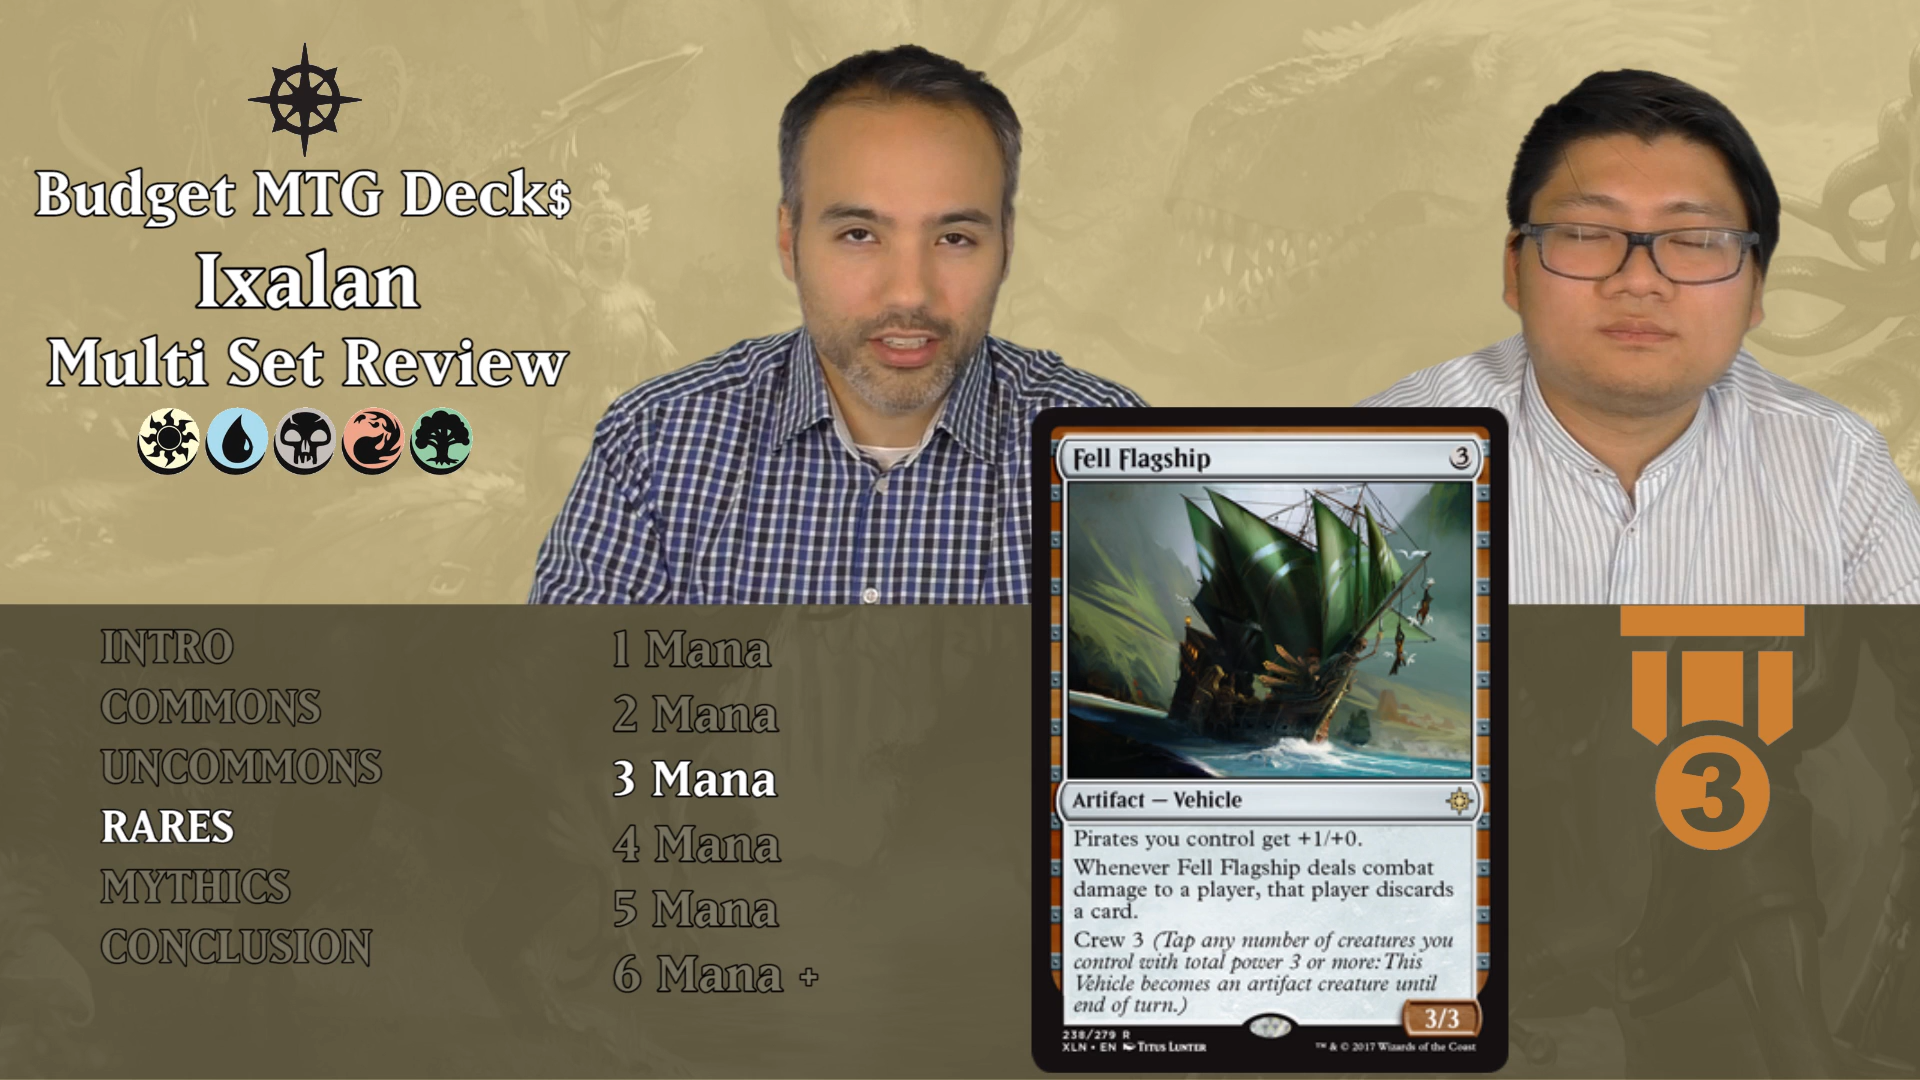 Budget MTG Deck$
Ixalan
Multi Set Review
INTRO
COMMONS
UNCOMMONS
RARES
MYTHICS
CONCLUSION
1 Mana
2 Mana
3 Mana
4 Mana
5 Mana
6 Mana +
Fell Flagship 3
Artifact — Vehicle
Pirates you control get +1/+0.
Whenever Fell Flagship deals combat
damage to a player, that player discards
a card.
Crew 3 (Tap any number of creatures you
control with total power 3 or more: This
Vehicle becomes an artifact creature until
end of turn.)
3/3
238/279 R
XLN • EN Titus Lunter
™ & © 2017 Wizards of the Coast
3